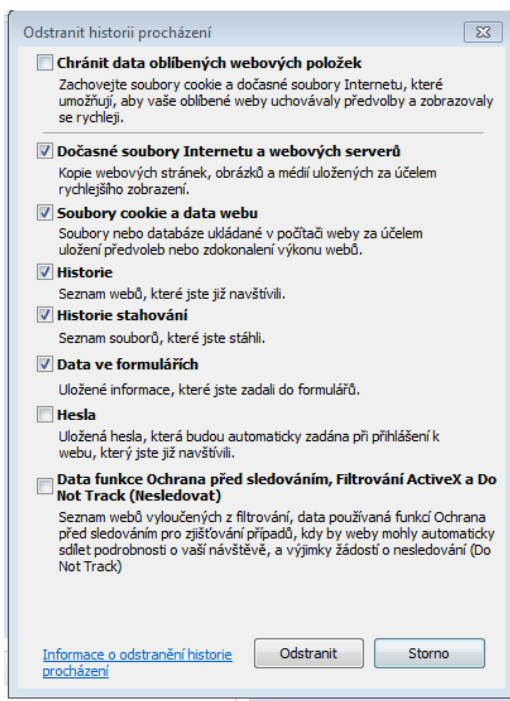 Odstranit historii procházení
Chránit data oblíbených webových položek
Zachovejte soubory cookie a dočasné soubory Internetu, které
umožňují, aby vaše oblíbené weby uchovávaly předvolby a zobrazovaly
se rychleji.
Dočasné soubory Internetu a webových serverů
Kopie webových stránek, obrázků a médií uložených za účelem
rychlejšího zobrazení.
Soubory cookie a data webu
Soubory nebo databáze ukládané v počítači weby za účelem
uložení předvoleb nebo zdokonalení výkonu webů.
Historie
Seznam webů, které jste již navštívili.
Historie stahování
Seznam souborů, které jste stáhli.
Data ve formulářích
Uložené informace, které jste zadali do formulářů.
Hesla
Uložená hesla, která budou automaticky zadána při přihlášení k
webu, který jste již navštívili.
Data funkce Ochrana před sledováním, Filtrování ActiveX a Do
Not Track (Nesledovat)
Seznam webů vyloučených z filtrování, data používaná funkcí Ochrana
před sledováním pro zjišťování případů, kdy by weby mohly automaticky
sdílet podrobnosti o vaší návštěvě, a výjimky žádostí o nesledování (Do
Not Track)
Informace o odstranění historie
procházení
Odstranit
Storno